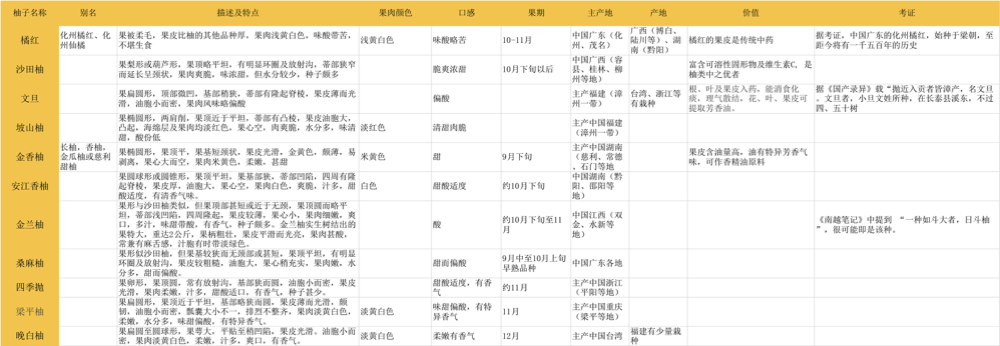 柚子名称 别名 描述及特点 果肉颜色 口感 果期 主产地 产地 价值 考证
橘红
化州橘红、化
州仙橘
果被柔毛，果皮比柚的其他品种厚，果肉浅黄白色，味酸带苦，
不堪生食
浅黄白色
味酸略苦
10-11月
中国广东（化
州、茂名）
广西（博白、
陆川等）、湖
南（黔阳）
橘红的果皮是传统中药
据考证，中国广东的化州橘红，始种于梁朝，至
距今将有一千五百年的历史
沙田柚
果梨形或葫芦形，果顶略平坦，有明显环圈及放射沟，蒂部狭窄
而延长呈颈状，果肉爽脆，味浓甜，但水分较少，种子颇多
脆爽浓甜
10月下旬以后
中国广西（容
县、桂林、柳
州等地）
富含可溶性固形物及维生素C，是
柚类中之优者
文旦
果扁圆形，顶部微凹，基部稍狭，蒂部有隆起脊棱，果皮薄而光
滑，油胞小而密，果肉风味略偏酸
偏酸
主产福建（漳
州一带）
台湾、浙江等
有栽种
根、叶及果皮入药，能消食化
痰，理气散结，花、叶、果皮可
提取芳香油。
据《国产录异》载“抛近入贡者皆漳产，名文旦
。文旦者，小旦文姓所种，在长泰县溪东，不过
四、五十树
坡山柚
果椭圆形，两肩削，果顶近于平坦，蒂部有凸棱，果皮油胞大，
凸起，海绵层及果肉均淡红色。果心空，肉爽脆，水分多，味清
甜，酸份低
淡红色
清甜肉脆
主产中国福建
（漳州一带）
金香柚
长柚，香柚，
金瓜柚或慈利
甜柚
果椭圆形，果顶平，果基短颈状，果皮光滑，金黄色，颇薄，易
剥离，果心大而空，果肉米黄色，柔嫩，甚甜
米黄色
甜
9月下旬
主产中国湖南
（慈利、常德
、石门等地
果皮含油量高，油有特异芳香气
味，可作香精油原料
安江香柚
果圆球形或圆锥形，果顶平坦，果基部狭，蒂部凹陷，四周有隆
起脊棱，果皮厚，油胞大，果心空，果肉白色，爽脆，汁多，甜
酸适度，有清香气味。
白色
甜酸适度
约10月下旬
中国湖南（黔
阳、邵阳等
地）
金兰柚
果形与沙田柚类似，但果顶部甚短或近于无颈，果顶圆而略平
坦，蒂部浅凹陷，四周隆起，果皮较薄，果心小，果肉细嫩，爽
口，多汁，味甜带酸，有香气，种子颇多。金兰柚实生树结出的
果特大，重达2公斤，果柄粗壮，果皮平滑而光亮，果肉甚酸，
常兼有麻舌感，汁胞有时带淡绿色。
酸
约10月下旬至11
月
中国江西（双
金、永新等
地）
《南越笔记》中提到 “一种如斗大者，日斗柚
”，很可能即是该种。
桑麻柚
果形似沙田柚，但果基较狭而无颈部或甚短，果顶平坦，有明显
环圈及放射沟，果皮较粗糙，油胞大，果心稍充实，果肉嫩，水
分多，甜而偏酸。
甜而偏酸
9月中至10月上旬
早熟品种
中国广东各地
四季抛
果卵形，果顶圆，常有放射沟，基部狭而圆，油胞小而密，果皮
光滑，果肉柔嫩，汁多，甜酸适口，有香气，种子甚少。
甜酸适度，有香
气
约11月
主产中国浙江
（平阳等地）
梁平柚
果扁圆形，果顶近于平坦，基部略狭而圆，果皮薄而光滑，颇
韧，油胞小而密，瓢囊大小不一，排列不整齐，果肉淡黄白色，
柔嫩，水分多，味甜偏酸，有特异香气。
淡黄白色
味甜偏酸，有特
异香气
11月
主产中国重庆
（梁平等地）
晚白柚
果扁圆至圆球形，果萼大，平贴至稍凹陷，果皮光滑。油胞小而
密，果肉淡黄白色，柔嫩，汁多，爽口，有香气。
淡黄白色
柔嫩有香气
12月
主产中国台湾
福建有少量栽
种